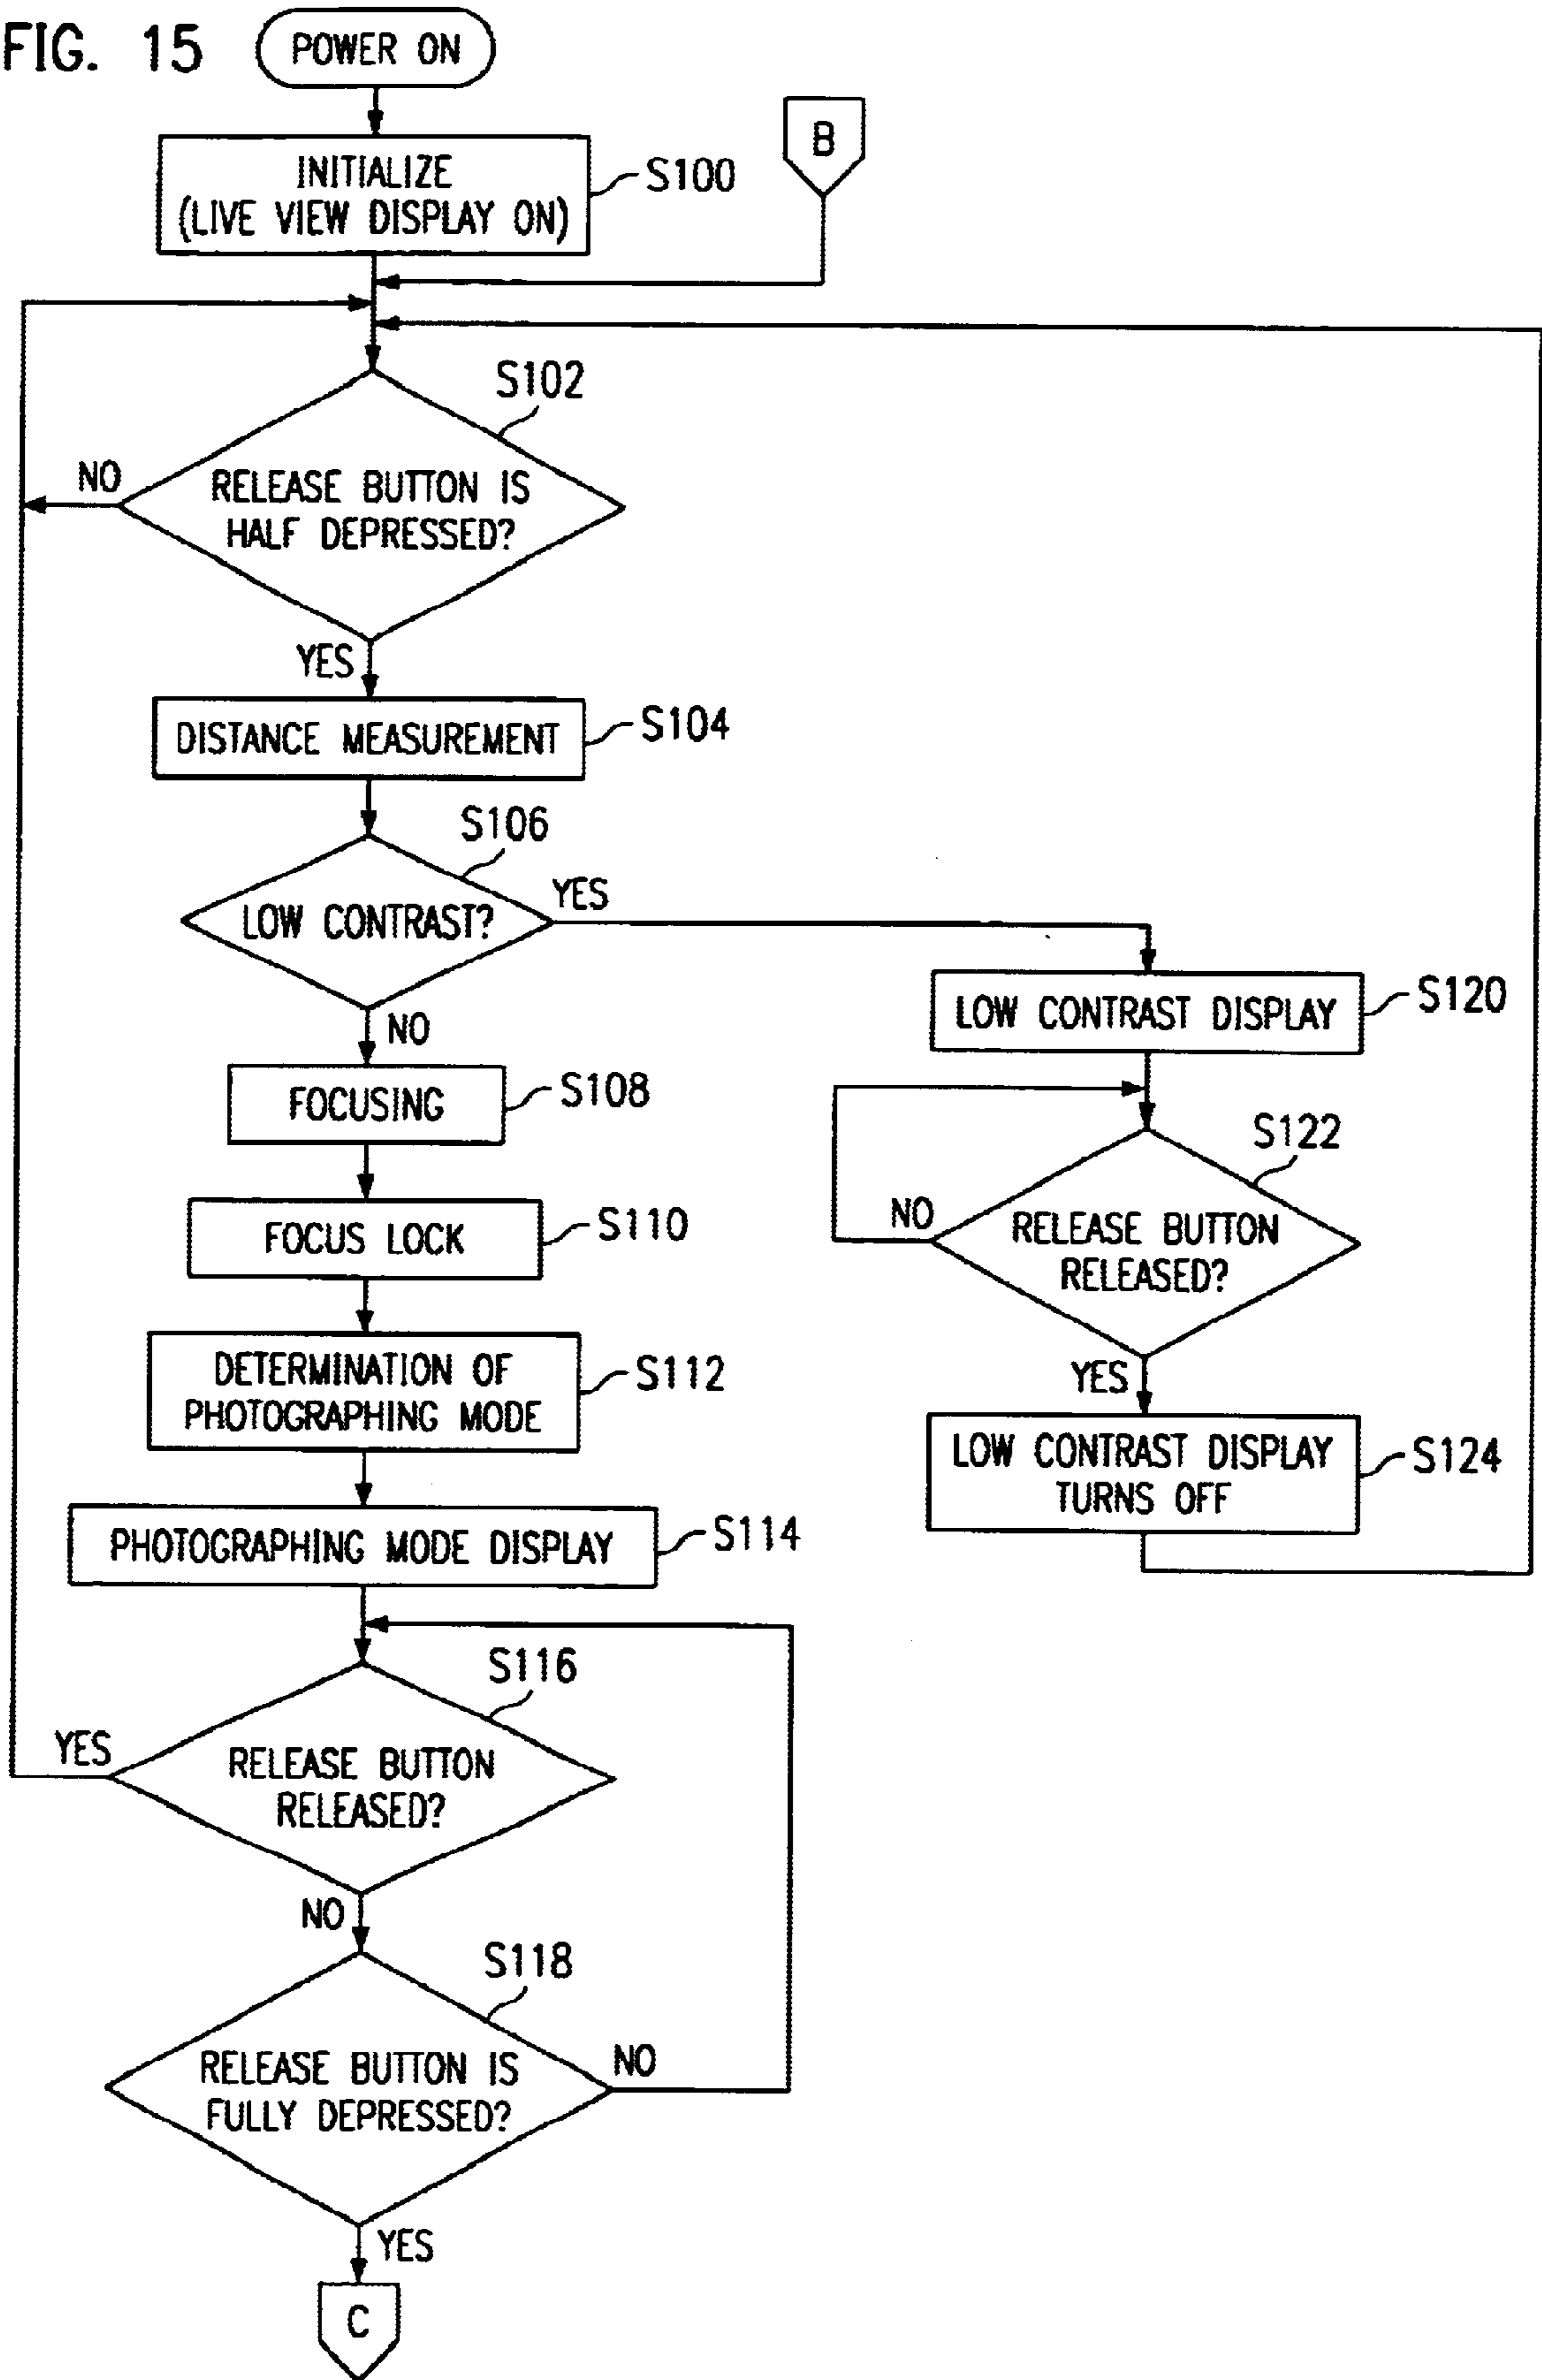 FIG. 15
POWER ON
B
INITIALIZE
(LIVE VIEW DISPLAY ON)
S100
S102
RELEASE BUTTON IS
HALF DEPRESSED?
NO
YES
DISTANCE MEASUREMENT
S104
S106
LOW CONTRAST?
YES
NO
LOW CONTRAST DISPLAY
S120
FOCUSING
S108
S122
RELEASE BUTTON
RELEASED?
NO
YES
FOCUS LOCK
S110
DETERMINATION OF
PHOTOGRAPHING MODE
S112
LOW CONTRAST DISPLAY
TURNS OFF
S124
PHOTOGRAPHING MODE DISPLAY
S114
S116
YES
RELEASE BUTTON
RELEASED?
NO
S118
RELEASE BUTTON IS
FULLY DEPRESSED?
NO
YES
C